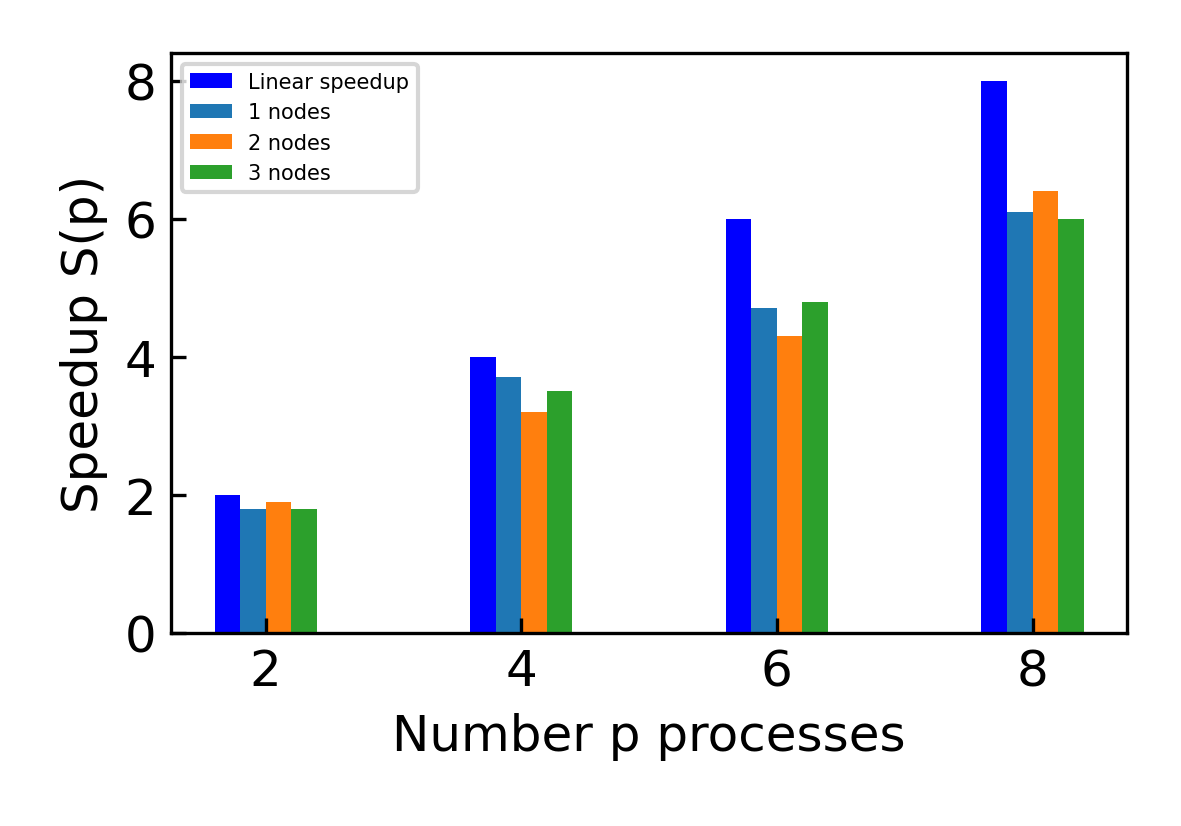 8
6
4
2
0
Speedup S(p)
Linear speedup
1 nodes
2 nodes
3 nodes
2 4 6 8
Number p processes